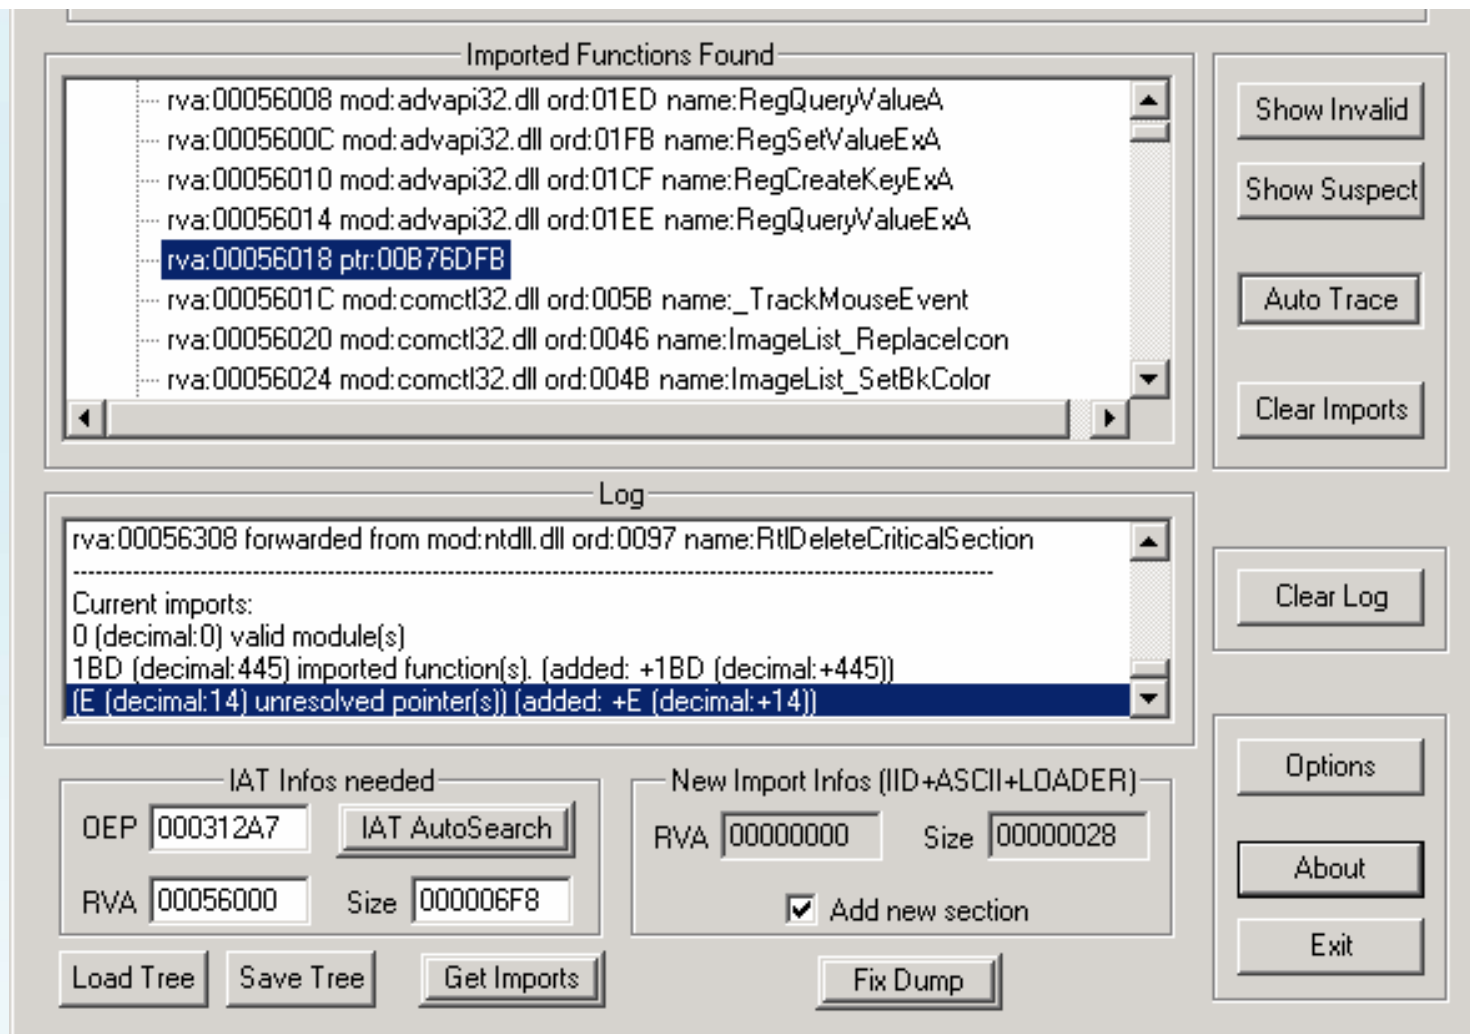 Imported Functions Found
rva:00056008 mod:advapi32.dll ord:01ED name:RegQueryValueA
rva:0005600C mod:advapi32.dll ord:01FB name:RegSetValueExA
rva:00056010 mod:advapi32.dll ord:01CF name:RegCreateKeyExA
rva:00056014 mod:advapi32.dll ord:01EE name:RegQueryValueExA
rva:00056018 ptr:00B76DFB
rva:0005601C mod:comctl32.dll ord:005B name:_TrackMouseEvent
rva:00056020 mod:comctl32.dll ord:0046 name:ImageList_ReplaceIcon
rva:00056024 mod:comctl32.dll ord:004B name:ImageList_SetBkColor
Show Invalid
Show Suspect
Auto Trace
Clear Imports
Log
rva:00056308 forwarded from mod:ntdll.dll ord:0097 name:RtlDeleteCriticalSection
---------------------------------------------------------------------------------------------------------------------
Current imports:
0 (decimal:0) valid module(s)
1BD (decimal:445) imported function(s). (added: +1BD (decimal:+445))
(E (decimal:14) unresolved pointer(s)) (added: +E (decimal:+14))
Clear Log
IAT Infos needed
OEP 000312A7 IAT AutoSearch
RVA 00056000 Size 000006F8
New Import Infos (IID+ASCII+LOADER)
RVA 00000000 Size 00000028
Add new section
Options
About
Exit
Load Tree Save Tree Get Imports Fix Dump